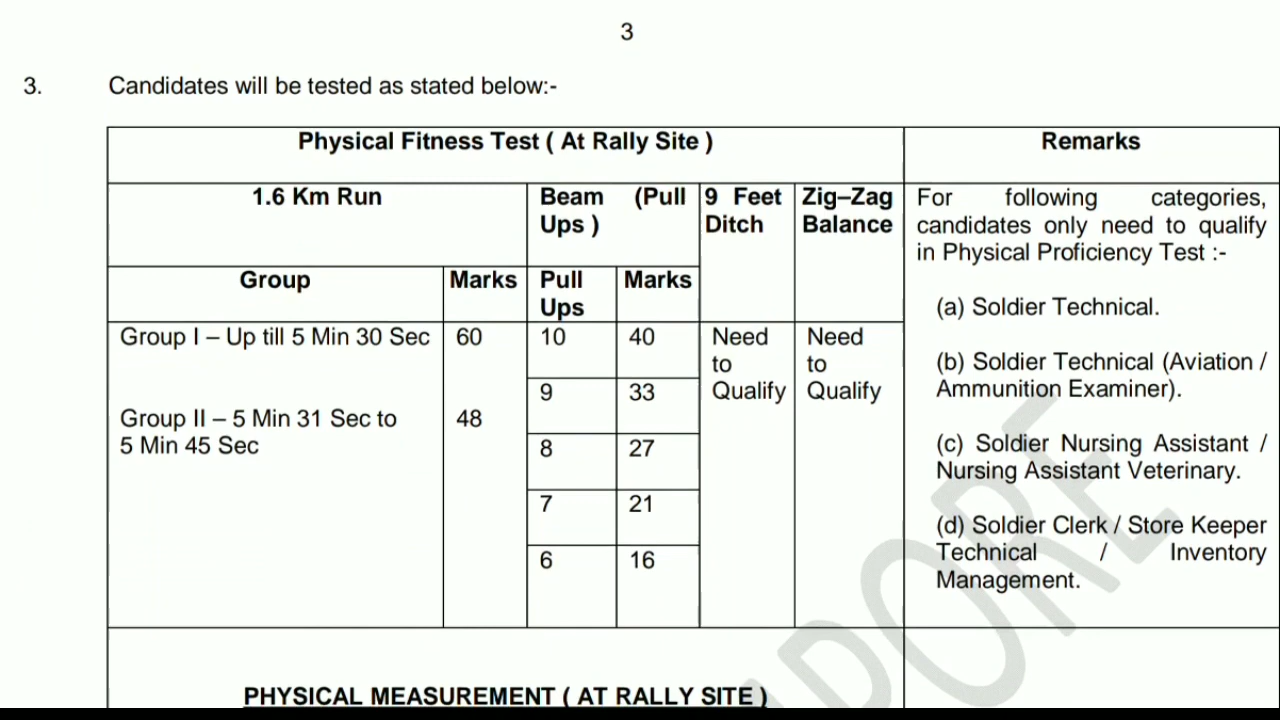 3
3. Candidates will be tested as stated below:-
Physical Fitness Test ( At Rally Site )
Remarks
1.6 Km Run
Beam (Pull
Ups )
9 Feet
Ditch
Zig–Zag
Balance
For following categories,
candidates only need to qualify
in Physical Proficiency Test :-
Group
Marks
Pull
Ups
Marks
Group I – Up till 5 Min 30 Sec
60
10
40
Need
to
Qualify
Need
to
Qualify
(a) Soldier Technical.
9
33
(b) Soldier Technical (Aviation /
Ammunition Examiner).
Group II – 5 Min 31 Sec to
5 Min 45 Sec
48
8
27
(c) Soldier Nursing Assistant /
Nursing Assistant Veterinary.
7
21
(d) Soldier Clerk / Store Keeper
Technical / Inventory
Management.
6
16
PHYSICAL MEASUREMENT ( AT RALLY SITE )